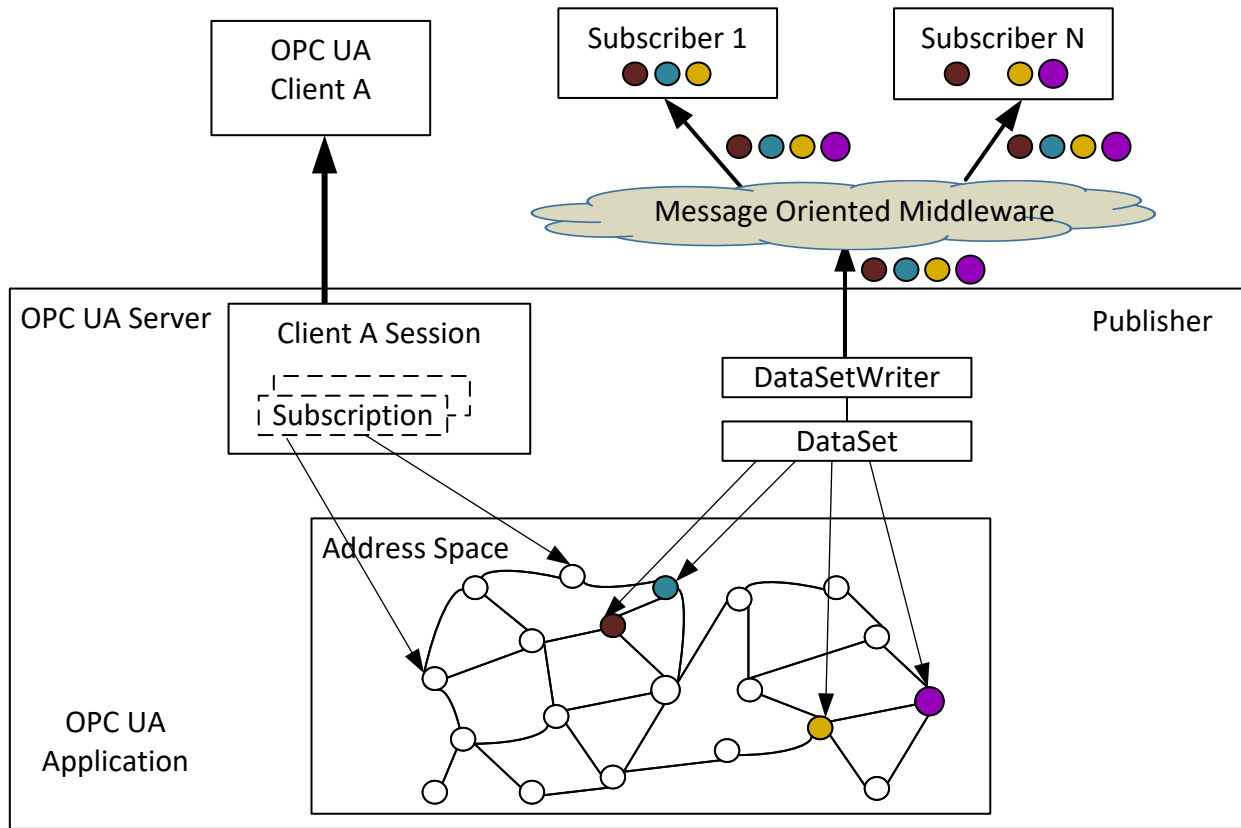 OPC UA
Client A
Subscriber 1
Subscriber N
Message Oriented Middleware
OPC UA Server
Publisher
Client A Session
Subscription
DataSetWriter
DataSet
Address Space
OPC UA
Application